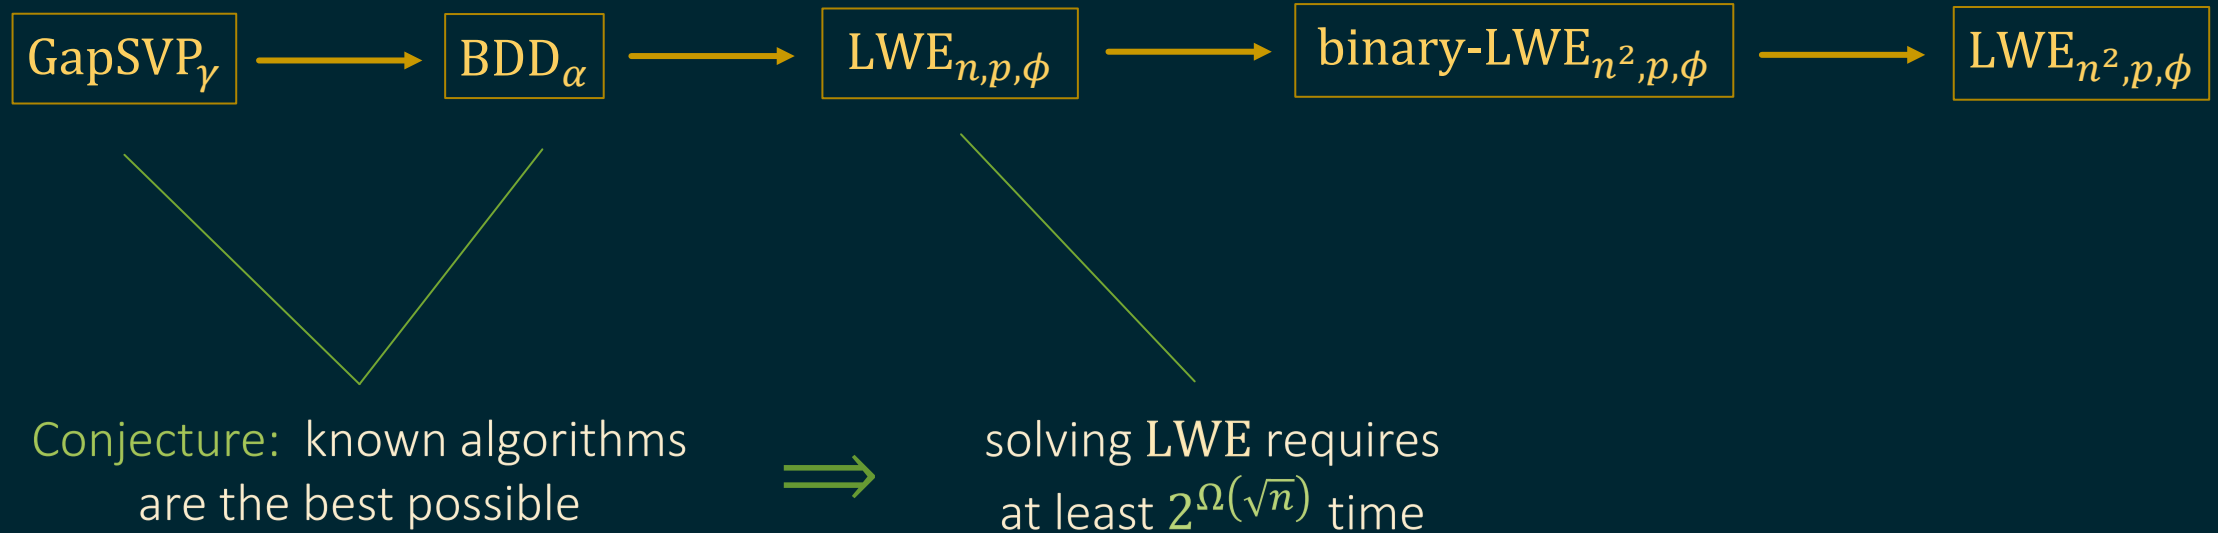 GapSVP_γ → BDD_α → LWE_{n,p,ϕ} → binary-LWE_{n²,p,ϕ} → LWE_{n²,p,ϕ}
Conjecture: known algorithms
are the best possible
⟹
solving LWE requires
at least 2^{Ω(√n)} time